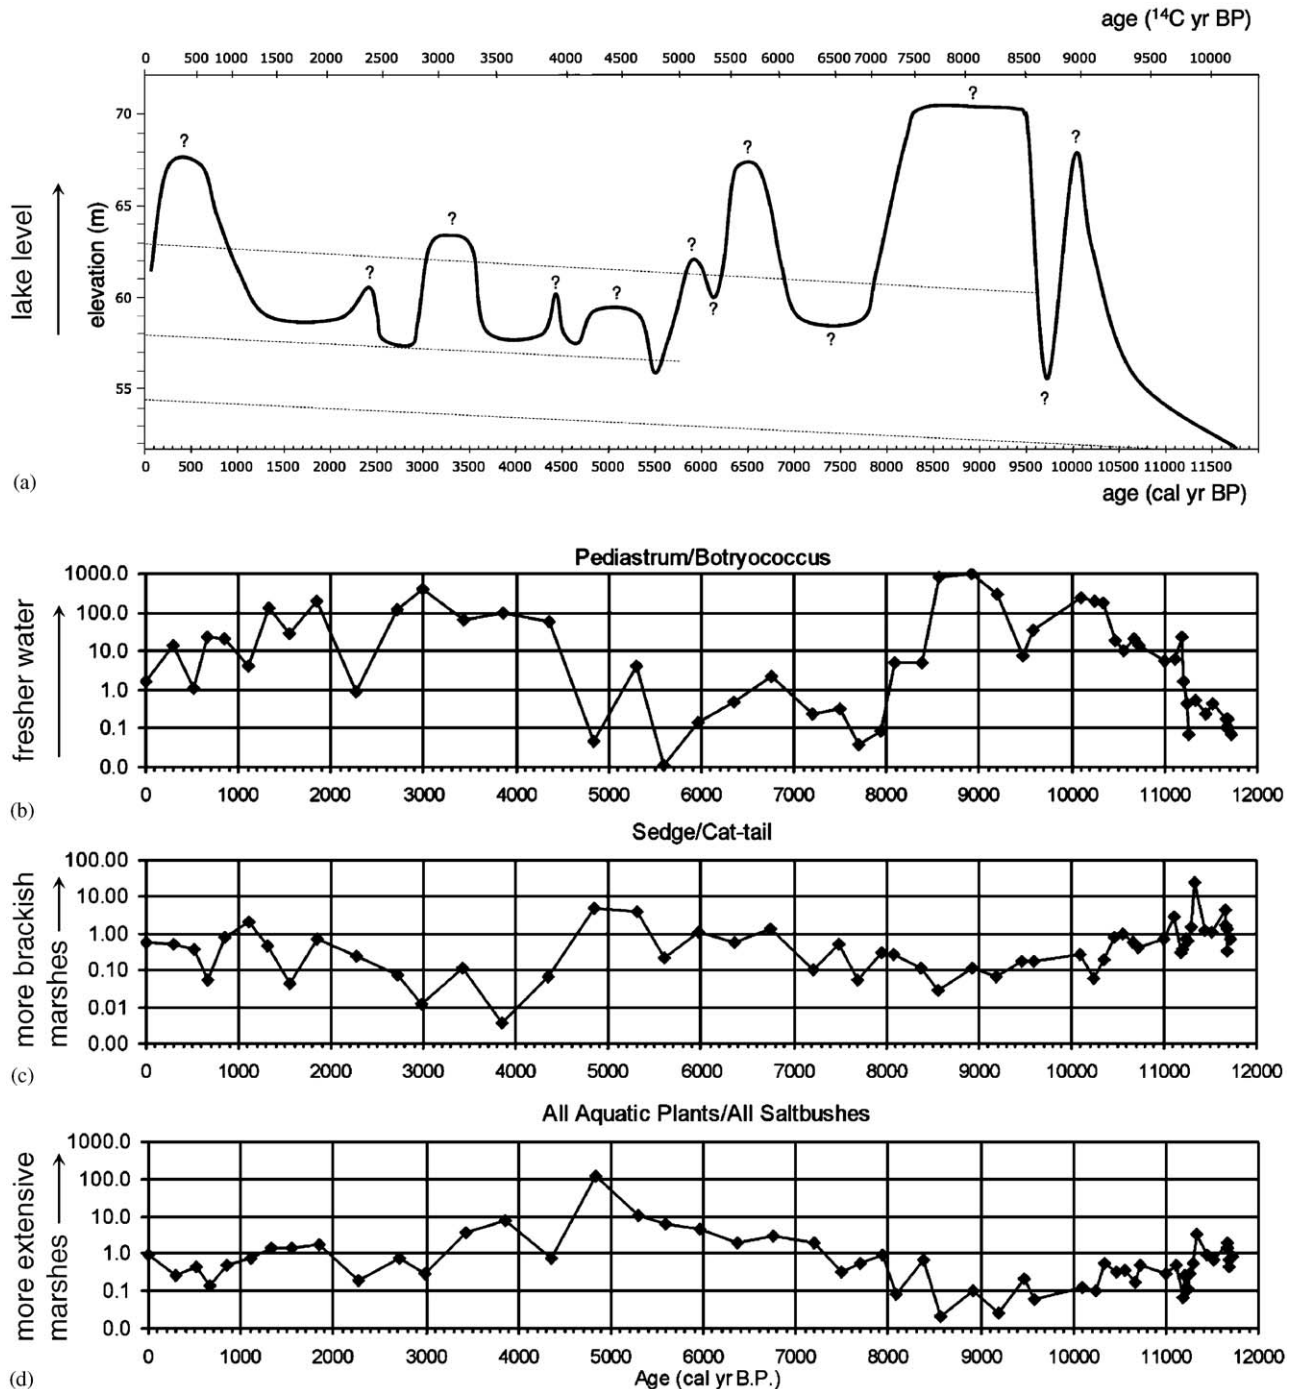 age (14C yr BP)
0 500 1000 1500 2000 2500 3000 3500 4000 4500 5000 5500 6000 6500 7000 7500 8000 8500 9000 9500 10000
lake level
elevation (m)
70
65
60
55
? ? ? ? ? ? ? ? ? ? ? ?
0 500 1000 1500 2000 2500 3000 3500 4000 4500 5000 5500 6000 6500 7000 7500 8000 8500 9000 9500 10000 10500 11000 11500
(a)
age (cal yr BP)
Pediastrum/Botryococcus
fresher water
1000.0
100.0
10.0
1.0
0.1
0.0
0 1000 2000 3000 4000 5000 6000 7000 8000 9000 10000 11000 12000
(b)
Sedge/Cat-tail
more brackish
marshes
100.00
10.00
1.00
0.10
0.01
0.00
0 1000 2000 3000 4000 5000 6000 7000 8000 9000 10000 11000 12000
(c)
All Aquatic Plants/All Saltbushes
more extensive
marshes
1000.0
100.0
10.0
1.0
0.1
0.0
0 1000 2000 3000 4000 5000 6000 7000 8000 9000 10000 11000 12000
(d)
Age (cal yr B.P.)